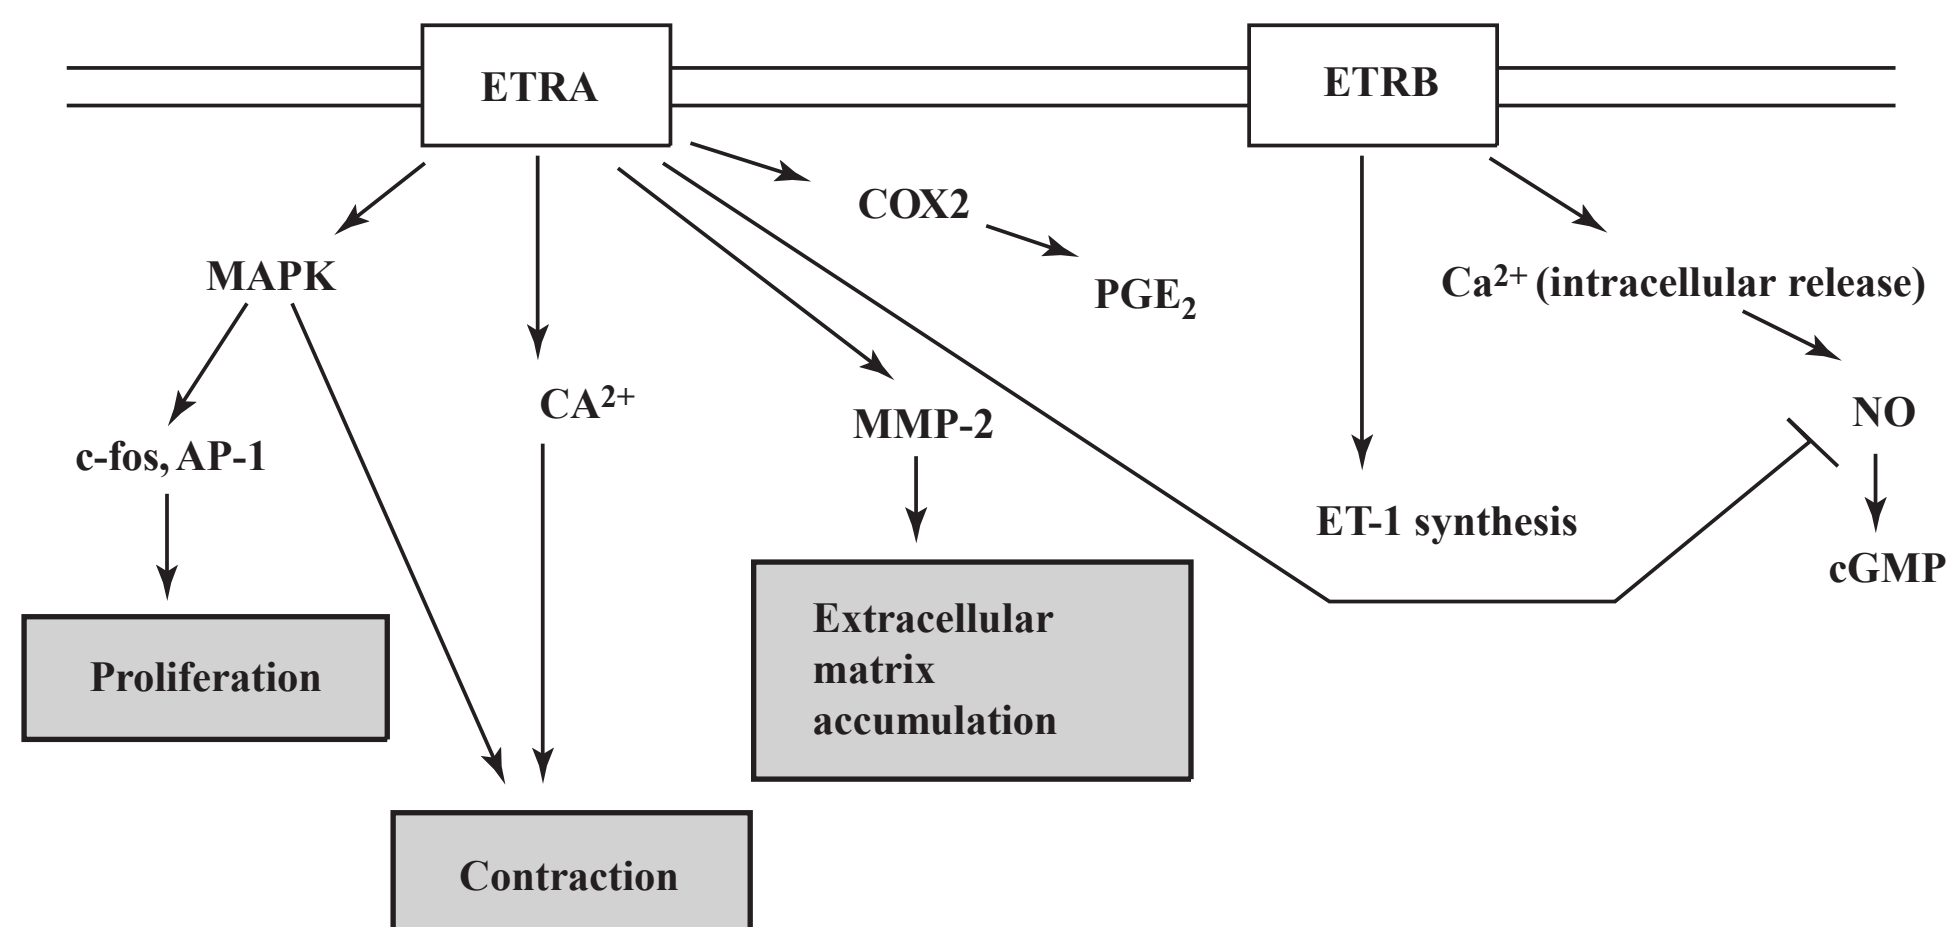 ETRA
ETRB
COX2
MAPK
PGE₂
Ca²⁺ (intracellular release)
CA²⁺
MMP-2
NO
c-fos, AP-1
ET-1 synthesis
cGMP
Extracellular
matrix
accumulation
Proliferation
Contraction